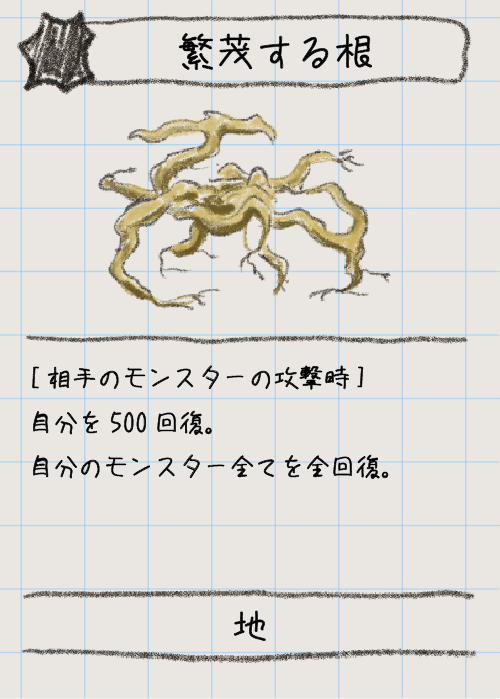 繁茂する根
[相手のモンスターの攻撃時]
自分を500回復。
自分のモンスター全てを全回復。
地